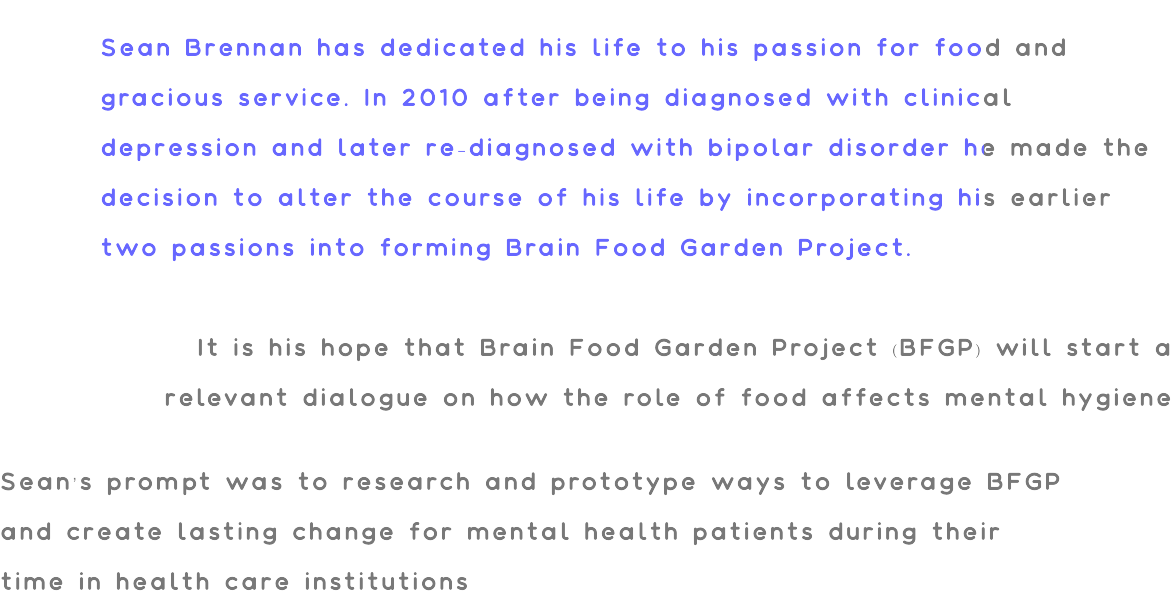 Sean Brennan has dedicated his life to his passion for food and
gracious service. In 2010 after being diagnosed with clinical
depression and later re-diagnosed with bipolar disorder he made the
decision to alter the course of his life by incorporating his earlier
two passions into forming Brain Food Garden Project.
It is his hope that Brain Food Garden Project (BFGP) will start a
relevant dialogue on how the role of food affects mental hygiene
Sean's prompt was to research and prototype ways to leverage BFGP
and create lasting change for mental health patients during their
time in health care institutions